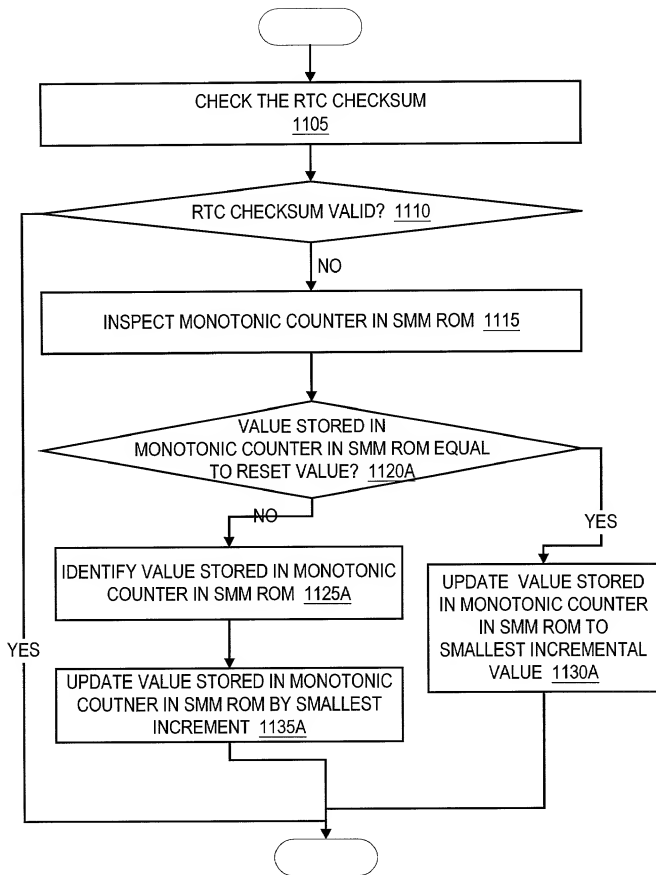 CHECK THE RTC CHECKSUM
1105
RTC CHECKSUM VALID? 1110
NO
INSPECT MONOTONIC COUNTER IN SMM ROM 1115
VALUE STORED IN
MONOTONIC COUNTER IN SMM ROM EQUAL
TO RESET VALUE? 1120A
NO
YES
IDENTIFY VALUE STORED IN MONOTONIC
COUNTER IN SMM ROM 1125A
UPDATE VALUE STORED
IN MONOTONIC COUNTER
IN SMM ROM TO
SMALLEST INCREMENTAL
VALUE 1130A
YES
UPDATE VALUE STORED IN MONOTONIC
COUTNER IN SMM ROM BY SMALLEST
INCREMENT 1135A